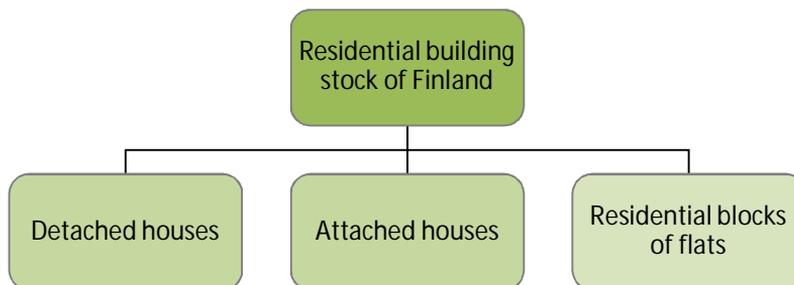 Residential building
stock of Finland
Detached houses
Attached houses
Residential blocks
of flats